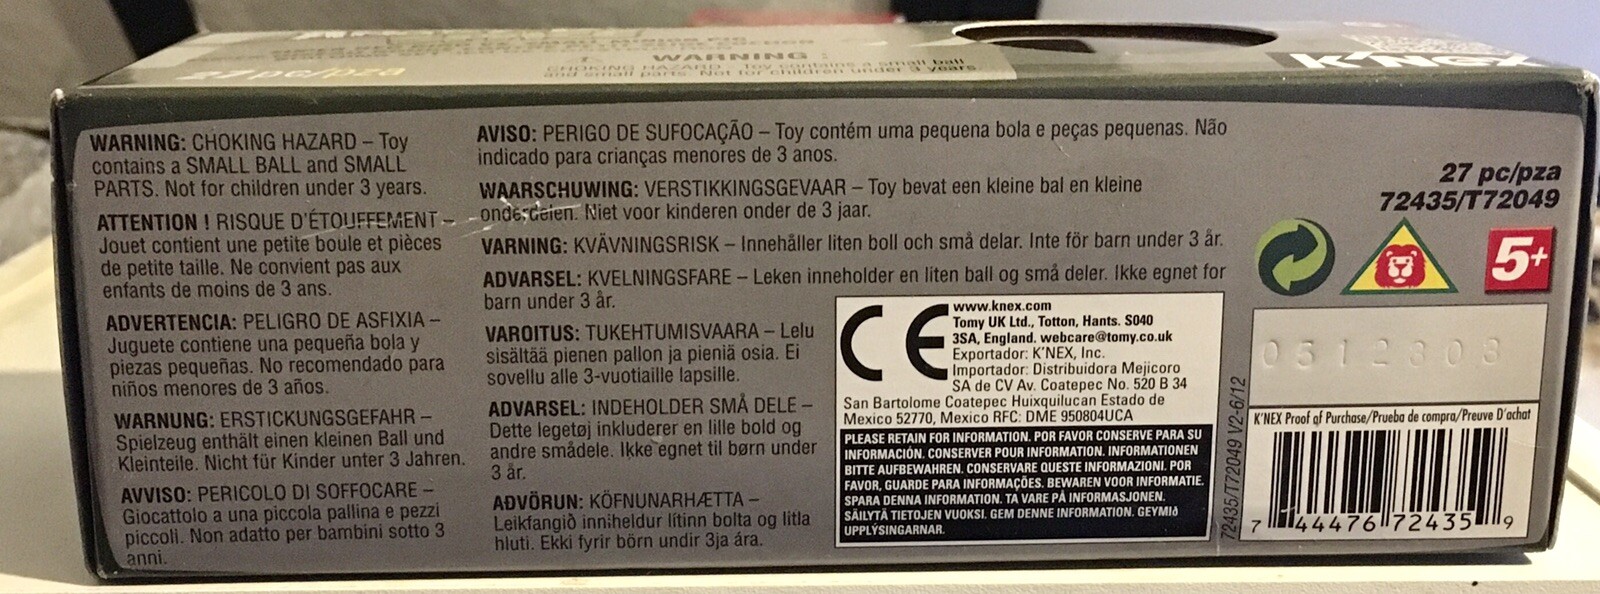 27 pc/pza
WARNING :
CHOKING HAZARD - Toy contains a small ball
and small parts. Not for children under 3 years.
K'NEX
WARNING: CHOKING HAZARD – Toy
contains a SMALL BALL and SMALL
PARTS. Not for children under 3 years.
ATTENTION ! RISQUE D'ÉTOUFFEMENT –
Jouet contient une petite boule et pièces
de petite taille. Ne convient pas aux
enfants de moins de 3 ans.
ADVERTENCIA: PELIGRO DE ASFIXIA –
Juguete contiene una pequeña bola y
piezas pequeñas. No recomendado para
niños menores de 3 años.
WARNUNG: ERSTICKUNGSGEFAHR –
Spielzeug enthält einen kleinen Ball und
Kleinteile. Nicht für Kinder unter 3 Jahren.
AVVISO: PERICOLO DI SOFFOCARE –
Giocattolo a una piccola pallina e pezzi
piccoli. Non adatto per bambini sotto 3
anni.
AVISO: PERIGO DE SUFOCAÇÃO – Toy contém uma pequena bola e peças pequenas. Não
indicado para crianças menores de 3 anos.
WAARSCHUWING: VERSTIKKINGSGEVAAR – Toy bevat een kleine bal en kleine
onderdelen. Niet voor kinderen onder de 3 jaar.
VARNING: KVÄVNINGSRISK – Innehåller liten boll och små delar. Inte för barn under 3 år.
ADVARSEL: KVELNINGSFARE – Leken inneholder en liten ball og små deler. Ikke egnet for
barn under 3 år.
VAROITUS: TUKEHTUMISVAARA – Lelu
sisältää pienen pallon ja pieniä osia. Ei
sovellu alle 3-vuotiaille lapsille.
ADVARSEL: INDEHOLDER SMÅ DELE –
Dette legetøj inkluderer en lille bold og
andre smådele. Ikke egnet til børn under
3 år.
AÐVÖRUN: KÖFNUNARHÆTTA –
Leikfangið inniheldur lítinn bolta og litla
hluti. Ekki fyrir börn undir 3ja ára.
CE
www.knex.com
Tomy UK Ltd., Totton, Hants. SO40
3SA, England. webcare@tomy.co.uk
Exportador: K'NEX, Inc.
Importador: Distribuidora Mejicoro
SA de CV Av. Coatepec No. 520 B 34
San Bartolome Coatepec Huixquilucan Estado de
Mexico 52770, Mexico RFC: DME 950804UCA
PLEASE RETAIN FOR INFORMATION. POR FAVOR CONSERVE PARA SU
INFORMACIÓN. CONSERVER POUR INFORMATION. INFORMATIONEN
BITTE AUFBEWAHREN. CONSERVARE QUESTE INFORMAZIONI. POR
FAVOR, GUARDE PARA INFORMAÇÕES. BEWAREN VOOR INFORMATIE.
SPARA DENNA INFORMATION. TA VARE PÅ INFORMASJONEN.
SÄILYTÄ TIETOJEN VUOKSI. GEM DENNE INFORMATION. GEYMIÐ
UPPLÝSINGARNAR.
72435/T72049 V2-6/12
27 pc/pza
72435/T72049
5+
0512808
K'NEX Proof of Purchase/Prueba de compra/Preuve D'achat
7 44476 72435 9